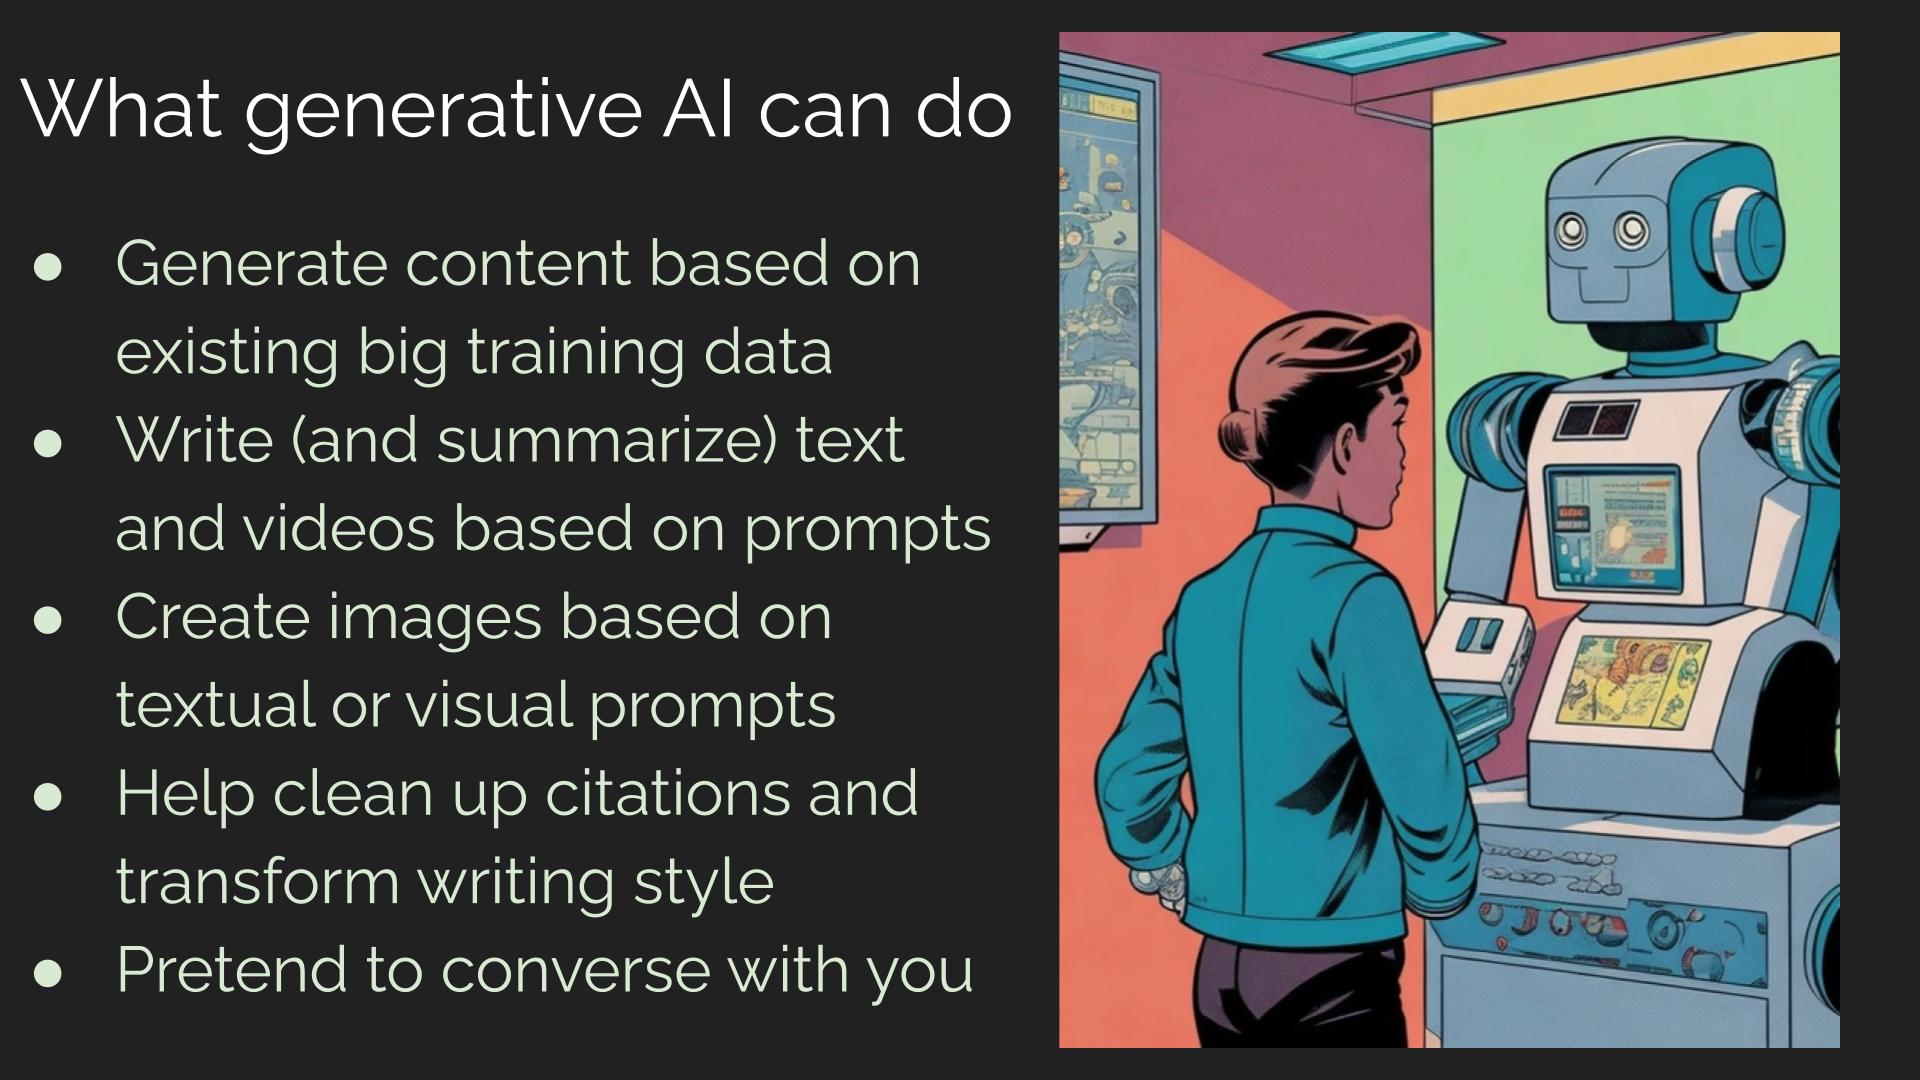 What generative AI can do
● Generate content based on
existing big training data
● Write (and summarize) text
and videos based on prompts
● Create images based on
textual or visual prompts
● Help clean up citations and
transform writing style
● Pretend to converse with you